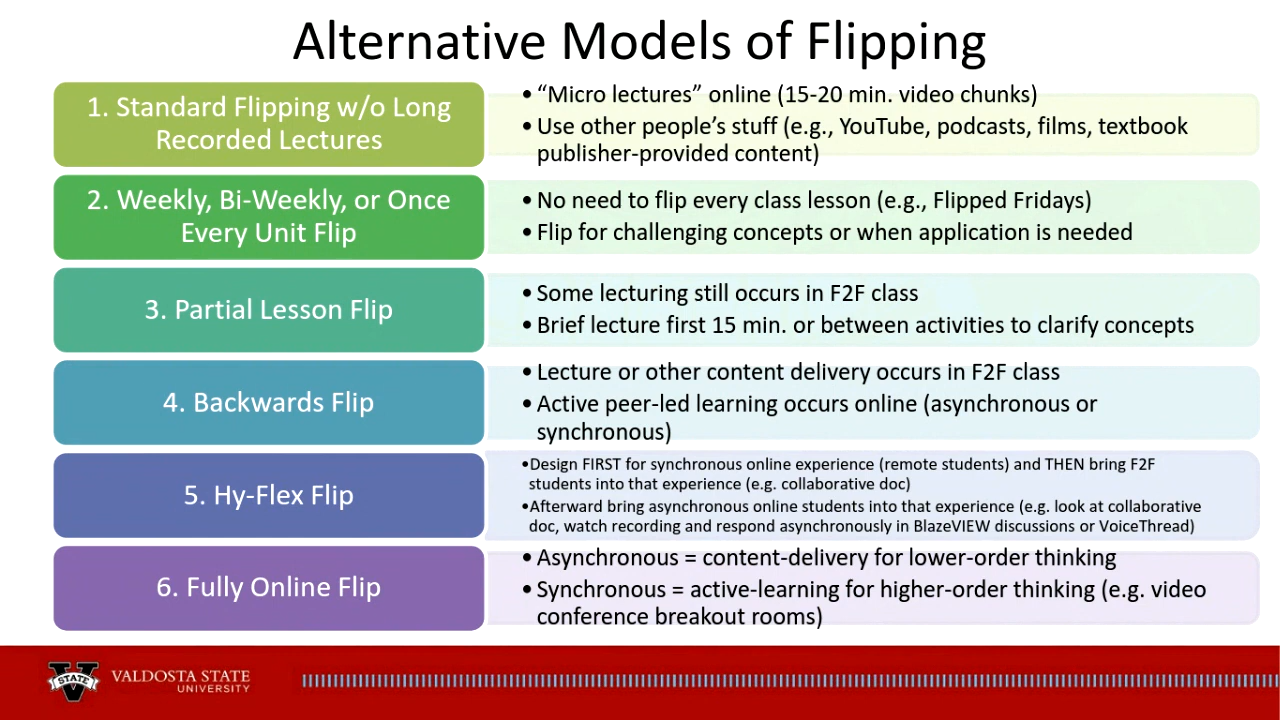 Alternative Models of Flipping
1. Standard Flipping w/o Long
Recorded Lectures
• “Micro lectures” online (15-20 min. video chunks)
• Use other people’s stuff (e.g., YouTube, podcasts, films, textbook
publisher-provided content)
2. Weekly, Bi-Weekly, or Once
Every Unit Flip
• No need to flip every class lesson (e.g., Flipped Fridays)
• Flip for challenging concepts or when application is needed
3. Partial Lesson Flip
• Some lecturing still occurs in F2F class
• Brief lecture first 15 min. or between activities to clarify concepts
4. Backwards Flip
• Lecture or other content delivery occurs in F2F class
• Active peer-led learning occurs online (asynchronous or
synchronous)
5. Hy-Flex Flip
•Design FIRST for synchronous online experience (remote students) and THEN bring F2F
students into that experience (e.g. collaborative doc)
•Afterward bring asynchronous online students into that experience (e.g. look at collaborative
doc, watch recording and respond asynchronously in BlazeVIEW discussions or VoiceThread)
6. Fully Online Flip
• Asynchronous = content-delivery for lower-order thinking
• Synchronous = active-learning for higher-order thinking (e.g. video
conference breakout rooms)
V
STATE
VALDOSTA STATE
UNIVERSITY